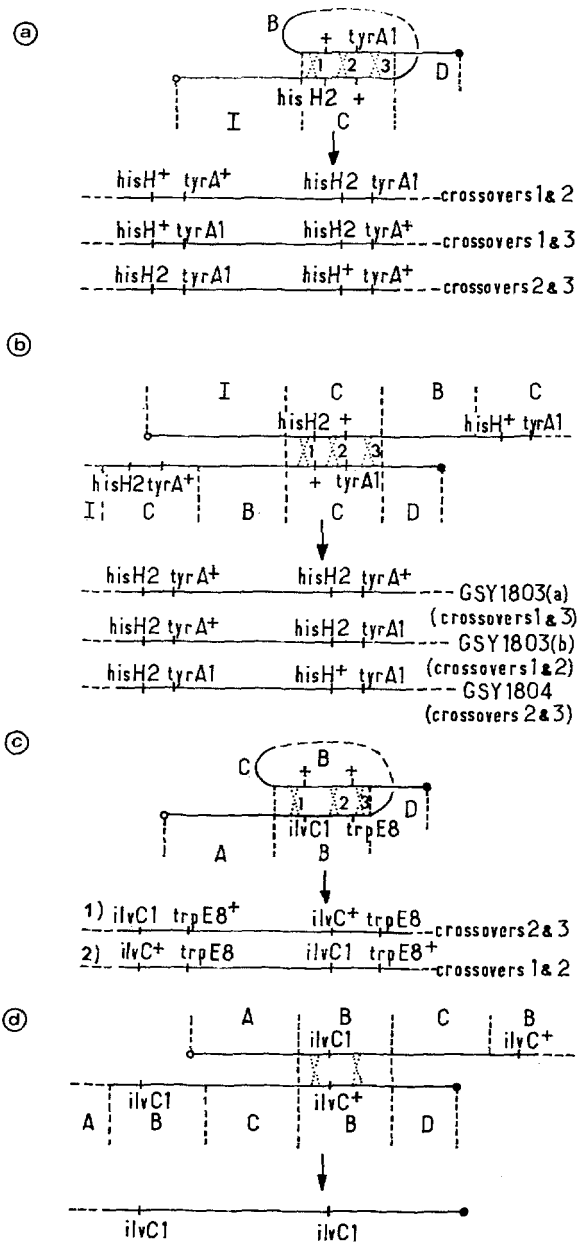 a
B
+ tyrA1
1 2 3
D
hisH2 +
I C
hisH+ tyrA+ hisH2 tyrA1 crossovers 1 & 2
hisH+ tyrA1 hisH2 tyrA+ crossovers 1 & 3
hisH2 tyrA1 hisH+ tyrA+ crossovers 2 & 3
b
I C B C
hisH2 + hisH+ tyrA1
1 2 3
hisH2 tyrA+ + tyrA1
I C B C D
hisH2 tyrA+ hisH2 tyrA+ GSY1803(a)
(crossovers 1 & 3)
hisH2 tyrA+ hisH2 tyrA1 GSY1803(b)
(crossovers 1 & 2)
hisH2 tyrA1 hisH+ tyrA1 GSY1804
(crossovers 2 & 3)
c
C B
+ +
1 2 3
D
ilvC1 trpE8
A B
1) ilvC1 trpE8+ ilvC+ trpE8 crossovers 2 & 3
2) ilvC+ trpE8 ilvC1 trpE8+ crossovers 1 & 2
d
A B C B
ilvC1 ilvC+
ilvC1 ilvC+
A B C B D
ilvC1 ilvC1